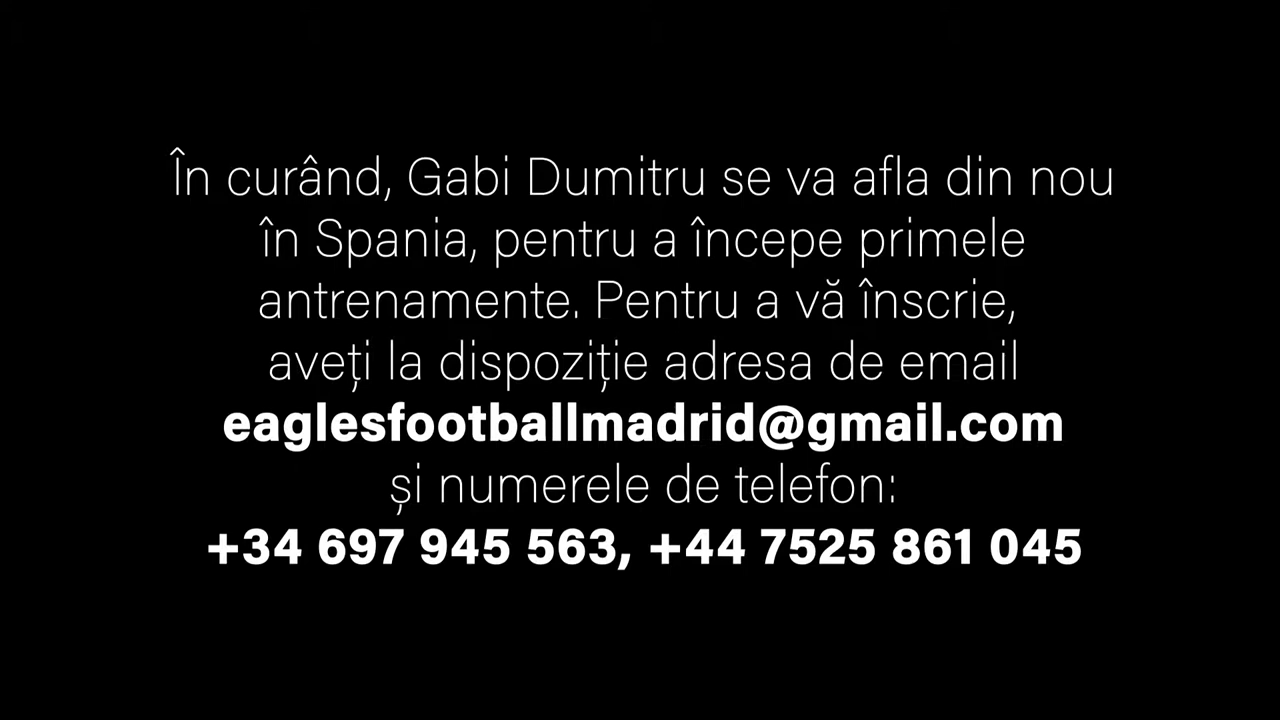 În curând, Gabi Dumitru se va afla din nou
în Spania, pentru a începe primele
antrenamente. Pentru a vă înscrie,
aveți la dispoziție adresa de email
eaglesfootballmadrid@gmail.com
și numerele de telefon:
+34 697 945 563, +44 7525 861 045